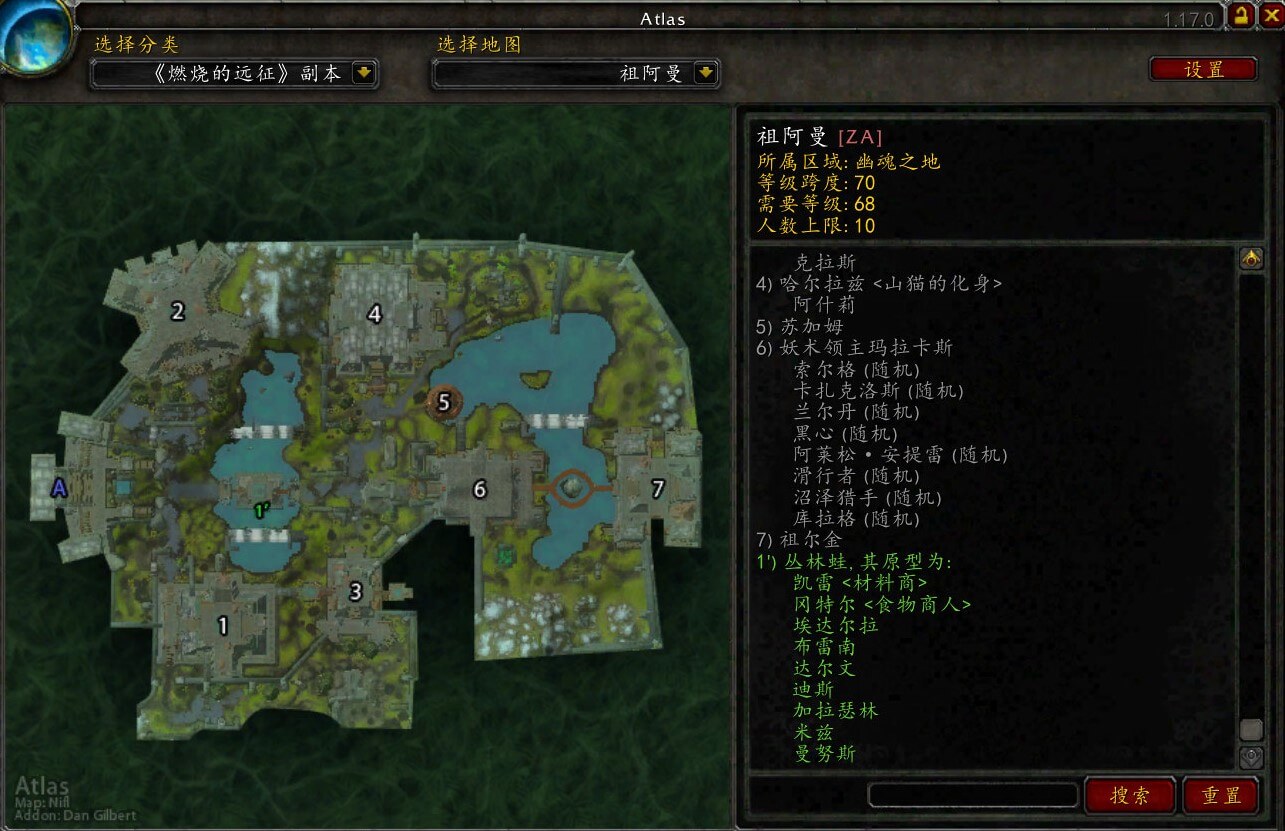 Atlas
1.17.0
选择分类
选择地图
《燃烧的远征》副本
祖阿曼
设置
祖阿曼 [ZA]
所属区域: 幽魂之地
等级跨度: 70
需要等级: 68
人数上限: 10
克拉斯
4) 哈尔拉兹 <山猫的化身>
阿什莉
5) 苏加姆
6) 妖术领主玛拉卡斯
索尔格 (随机)
卡扎克洛斯 (随机)
兰尔丹 (随机)
黑心 (随机)
阿莱松•安提雷 (随机)
滑行者 (随机)
沼泽猎手 (随机)
库拉格 (随机)
7) 祖尔金
1') 丛林蛙, 其原型为:
凯雷 <材料商>
冈特尔 <食物商人>
埃达尔拉
布雷南
达尔文
迪斯
加拉瑟林
米兹
曼努斯
搜索
重置
2
4
5
A
6
7
1'
3
1
Atlas
Map: Nifl
Addon: Dan Gilbert